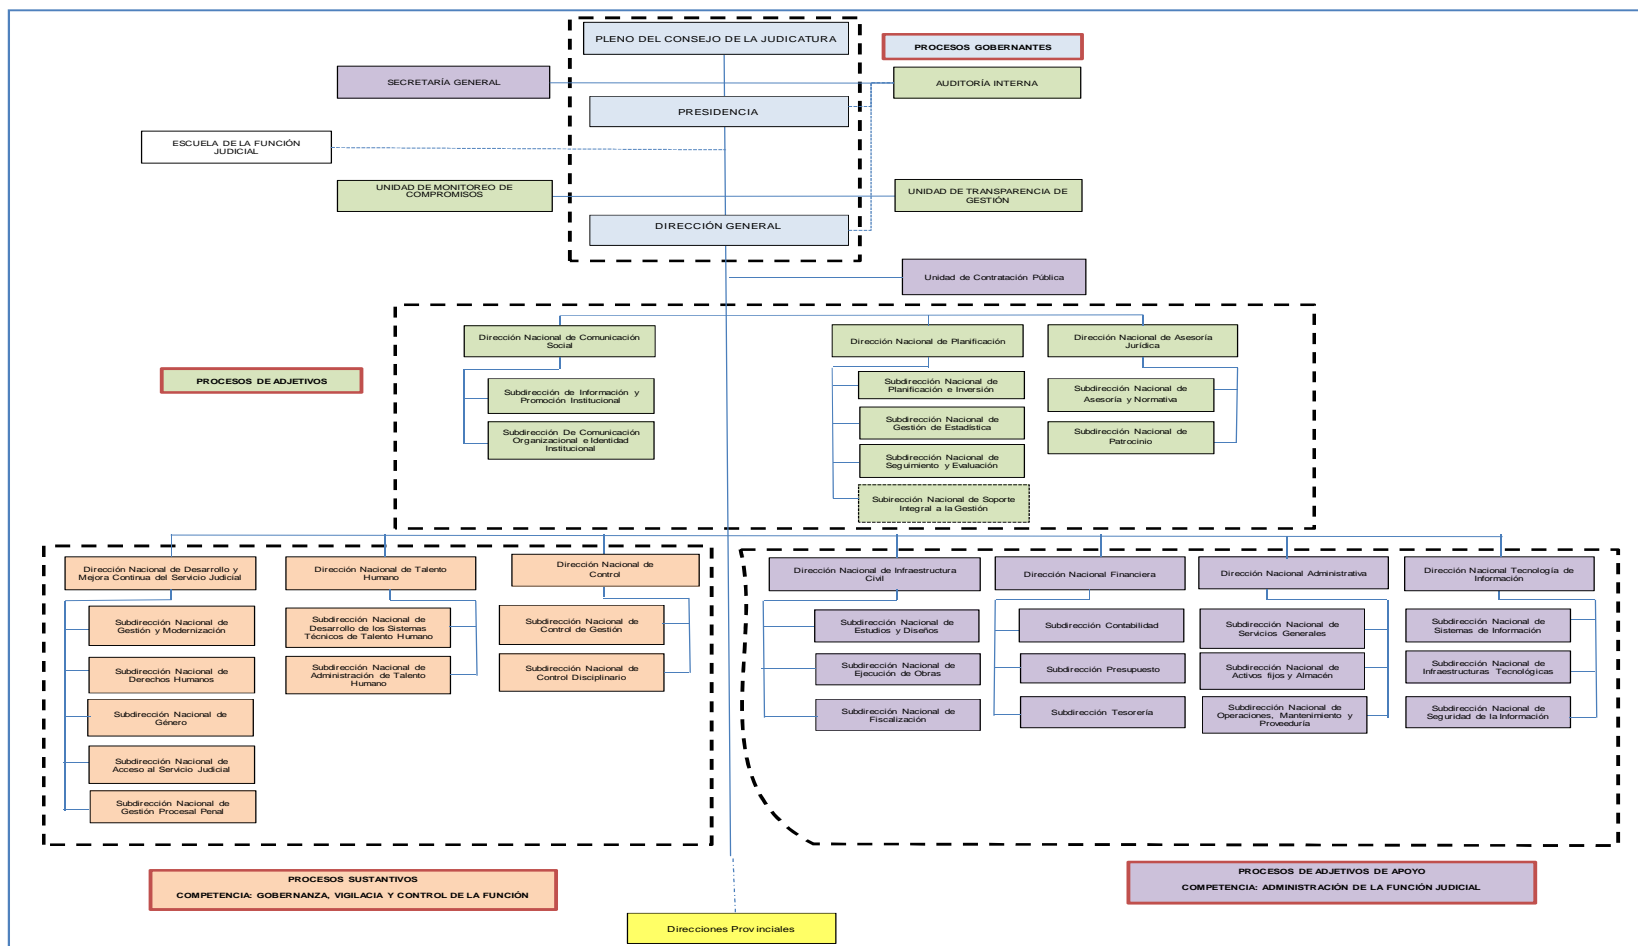 PLENO DEL CONSEJO DE LA JUDICATURA
PROCESOS GOBERNANTES
SECRETARÍA GENERAL
AUDITORÍA INTERNA
PRESIDENCIA
ESCUELA DE LA FUNCIÓN
JUDICIAL
UNIDAD DE MONITOREO DE
COMPROMISOS
UNIDAD DE TRANSPARENCIA DE
GESTIÓN
DIRECCIÓN GENERAL
Unidad de Contratación Pública
Dirección Nacional de Comunicación
Social
Dirección Nacional de Planificación
Dirección Nacional de Asesoría
Jurídica
PROCESOS DE ADJETIVOS
Subdirección de Información y
Promoción Institucional
Subdirección De Comunicación
Organizacional e Identidad
Institucional
Subdirección Nacional de
Planificación e Inversión
Subdirección Nacional de
Gestión de Estadística
Subdirección Nacional de
Seguimiento y Evaluación
Subirección Nacional de Soporte
Integral a la Gestión
Subdirección Nacional de
Asesoría y Normativa
Subdirección Nacional de
Patrocinio
Dirección Nacional de Desarrollo y
Mejora Continua del Servicio Judicial
Subdirección Nacional de
Gestión y Modernización
Subdirección Nacional de
Derechos Humanos
Subdirección Nacional de
Género
Subdirección Nacional de
Acceso al Servicio Judicial
Subdirección Nacional de
Gestión Procesal Penal
Dirección Nacional de Talento
Humano
Subdirección Nacional de
Desarrollo de los Sistemas
Técnicos de Talento Humano
Subdirección Nacional de
Administración de Talento
Humano
Dirección Nacional de
Control
Subdirección Nacional de
Control de Gestión
Subdirección Nacional de
Control Disciplinario
Dirección Nacional de Infraestructura
Civil
Subdirección Nacional de
Estudios y Diseños
Subdirección Nacional de
Ejecución de Obras
Subdirección Nacional de
Fiscalización
Dirección Nacional Financiera
Subdirección Contabilidad
Subdirección Presupuesto
Subdirección Tesorería
Dirección Nacional Administrativa
Subdirección Nacional de
Servicios Generales
Subdirección Nacional de
Activos fijos y Almacén
Subdirección Nacional de
Operaciones, Mantenimiento y
Proveeduría
Dirección Nacional Tecnología de
Información
Subdirección Nacional de
Sistemas de Información
Subdirección Nacional de
Infraestructuras Tecnológicas
Subdirección Nacional de
Seguridad de la Información
PROCESOS SUSTANTIVOS
COMPETENCIA: GOBERNANZA, VIGILACIA Y CONTROL DE LA FUNCIÓN
PROCESOS DE ADJETIVOS DE APOYO
COMPETENCIA: ADMINISTRACIÓN DE LA FUNCIÓN JUDICIAL
Direcciones Provinciales